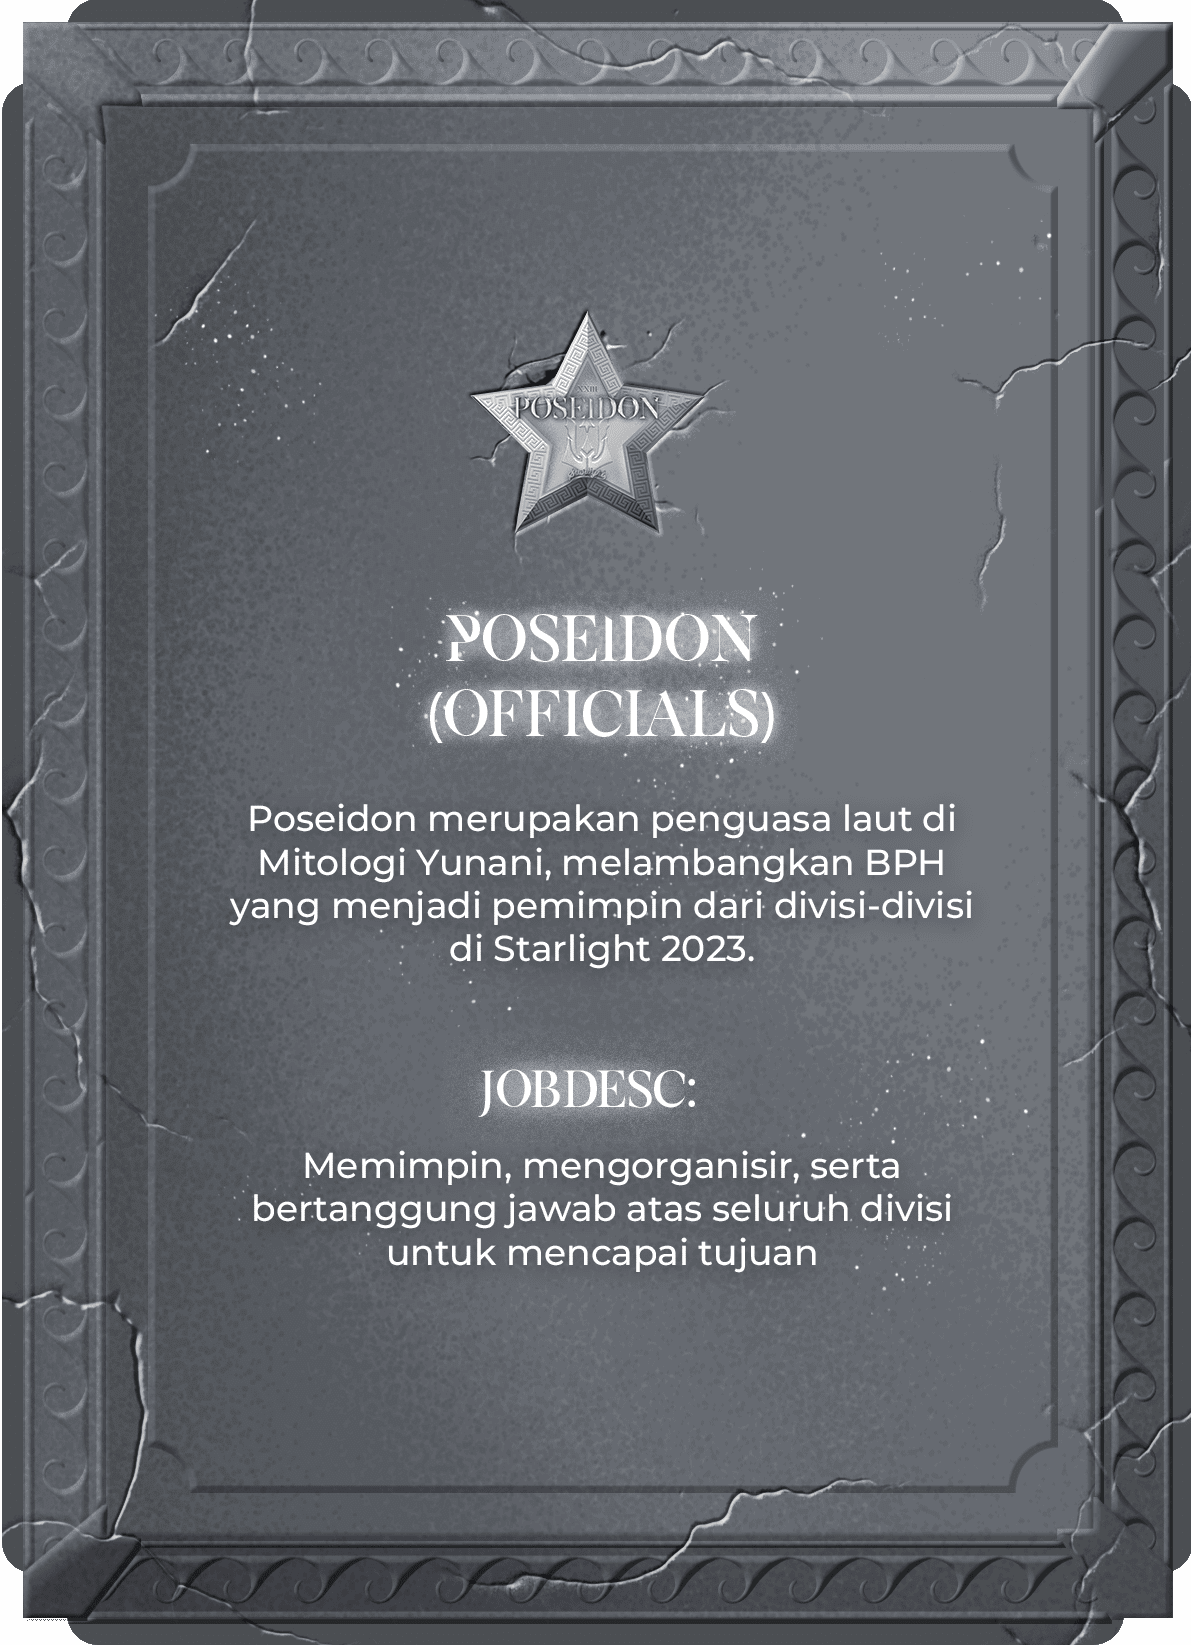 XXIII
POSEIDON
POSEIDON
(OFFICIALS)
Poseidon merupakan penguasa laut di
Mitologi Yunani, melambangkan BPH
yang menjadi pemimpin dari divisi-divisi
di Starlight 2023.
JOBDESC:
Memimpin, mengorganisir, serta
bertanggung jawab atas seluruh divisi
untuk mencapai tujuan